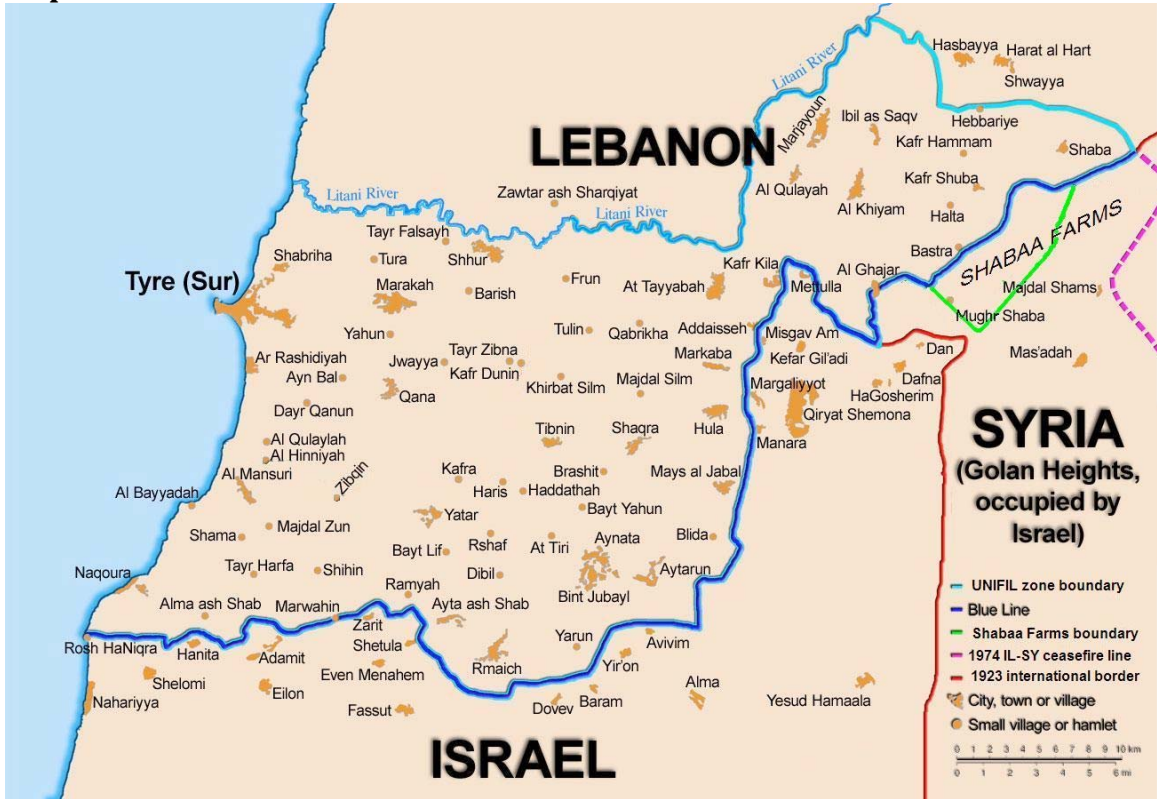 Litani River
Hasbayya
Harat al Hart
Shwayya
Marjayoun
Ibil as Saqv
Hebbariye
LEBANON
Kafr Hammam
Shaba
Al Qulayah
Kafr Shuba
Litani River
Zawtar ash Sharqiyat
Litani River
Al Khiyam
Halta
Tayr Falsayh
Bastra
SHABAA FARMS
Shabriha
Tura
Shhur
Kafr Kila
Al Ghajar
Tyre (Sur)
Marakah
Barish
Frun
At Tayyabah
Mettulla
Majdal Shams
Mughr Shaba
Yahun
Tulin
Qabrikha
Addaisseh
Misgav Am
Dan
Ar Rashidiyah
Jwayya
Tayr Zibna
Markaba
Kefar Gil'adi
Mas'adah
Ayn Bal
Kafr Dunin
Khirbat Silm
Majdal Silm
Margaliyyot
Dafna
HaGosherim
Qana
Dayr Qanun
Qiryat Shemona
Tibnin
Shaqra
Hula
SYRIA
Al Qulaylah
Al Hinniyah
Manara
(Golan Heights,
occupied by
Israel)
Al Mansuri
Zibqin
Kafra
Brashit
Mays al Jabal
Al Bayyadah
Haris
Haddathah
Yatar
Bayt Yahun
Shama
Majdal Zun
Rshaf
At Tiri
Aynata
Blida
Bayt Lif
Naqoura
Tayr Harfa
Shihin
Dibil
Aytarun
Ramyah
Bint Jubayl
Alma ash Shab
Marwahin
Ayta ash Shab
Zarit
Rosh HaNiqra
Hanita
Adamit
Shetula
Yarun
Avivim
Rmaich
Yir'on
Even Menahem
Shelomi
Eilon
Nahariyya
Fassut
Dovev
Baram
Alma
Yesud Hamaala
ISRAEL
UNIFIL zone boundary
Blue Line
Shabaa Farms boundary
1974 IL-SY ceasefire line
1923 international border
City, town or village
Small village or hamlet
0 1 2 3 4 5 6 7 8 9 10 km
0 1 2 3 4 5 6 mi